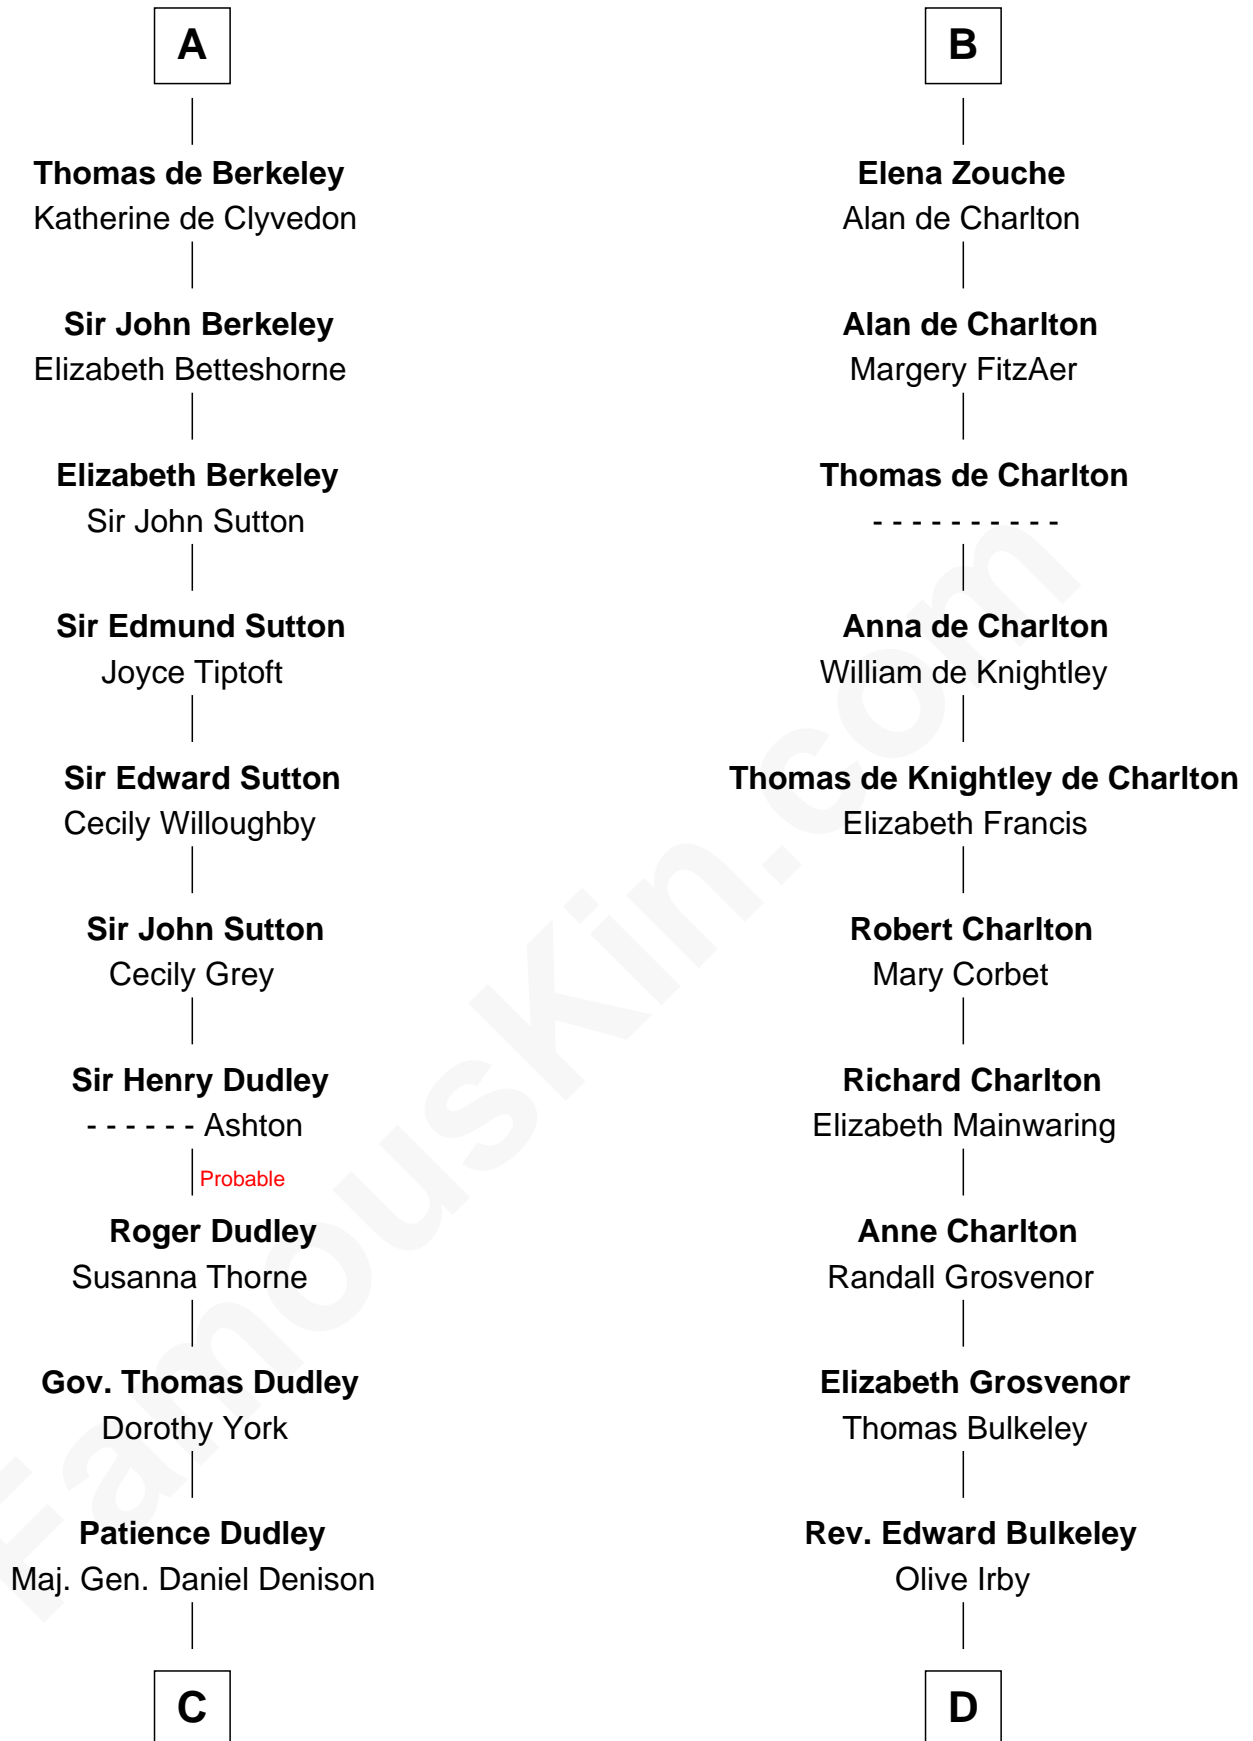 A
Thomas de Berkeley
Katherine de Clyvedon
Sir John Berkeley
Elizabeth Betteshorne
Elizabeth Berkeley
Sir John Sutton
Sir Edmund Sutton
Joyce Tiptoft
Sir Edward Sutton
Cecily Willoughby
Sir John Sutton
Cecily Grey
Sir Henry Dudley
- - - - - - Ashton
Probable
Roger Dudley
Susanna Thorne
Gov. Thomas Dudley
Dorothy York
Patience Dudley
Maj. Gen. Daniel Denison
C
B
Elena Zouche
Alan de Charlton
Alan de Charlton
Margery FitzAer
Thomas de Charlton
- - - - - - - - - -
Anna de Charlton
William de Knightley
Thomas de Knightley de Charlton
Elizabeth Francis
Robert Charlton
Mary Corbet
Richard Charlton
Elizabeth Mainwaring
Anne Charlton
Randall Grosvenor
Elizabeth Grosvenor
Thomas Bulkeley
Rev. Edward Bulkeley
Olive Irby
D
FamousKin.com